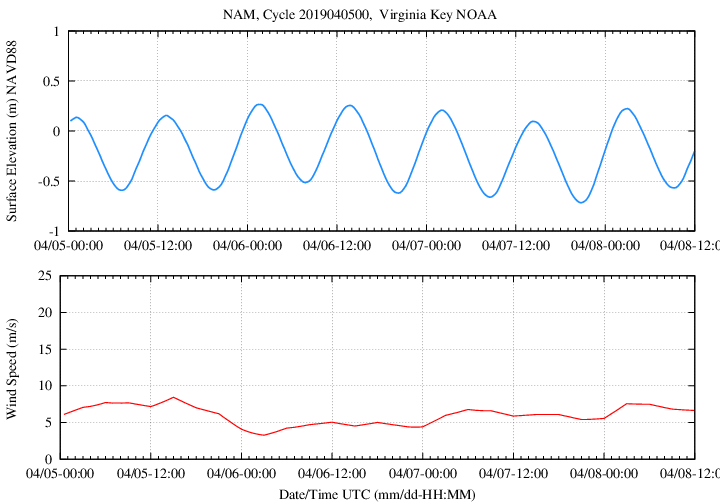 NAM, Cycle 2019040500,  Virginia Key NOAA
Surface Elevation (m) NAVD88
1
0.5
0
-0.5
-1
04/05-00:00 04/05-12:00 04/06-00:00 04/06-12:00 04/07-00:00 04/07-12:00 04/08-00:00 04/08-12:0
Wind Speed (m/s)
25
20
15
10
5
0
04/05-00:00 04/05-12:00 04/06-00:00 04/06-12:00 04/07-00:00 04/07-12:00 04/08-00:00 04/08-12:0
Date/Time UTC (mm/dd-HH:MM)